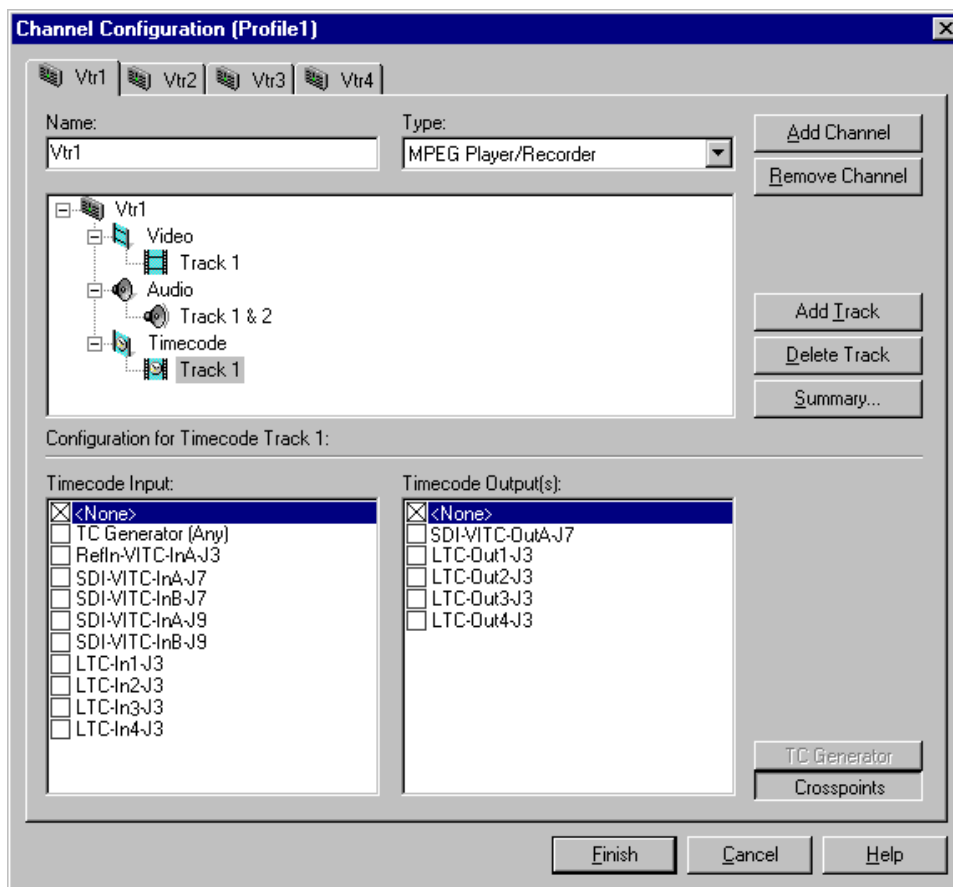 Channel Configuration (Profile1)
Vtr1 Vtr2 Vtr3 Vtr4
Name:
Vtr1
Type:
MPEG Player/Recorder
Add Channel
Remove Channel
Vtr1
Video
Track 1
Audio
Track 1 & 2
Timecode
Track 1
Add Track
Delete Track
Summary...
Configuration for Timecode Track 1:
Timecode Input:
<None>
TC Generator (Any)
RefIn-VITC-InA-J3
SDI-VITC-InA-J7
SDI-VITC-InB-J7
SDI-VITC-InA-J9
SDI-VITC-InB-J9
LTC-In1-J3
LTC-In2-J3
LTC-In3-J3
LTC-In4-J3
Timecode Output(s):
<None>
SDI-VITC-OutA-J7
LTC-Out1-J3
LTC-Out2-J3
LTC-Out3-J3
LTC-Out4-J3
TC Generator
Crosspoints
Finish
Cancel
Help